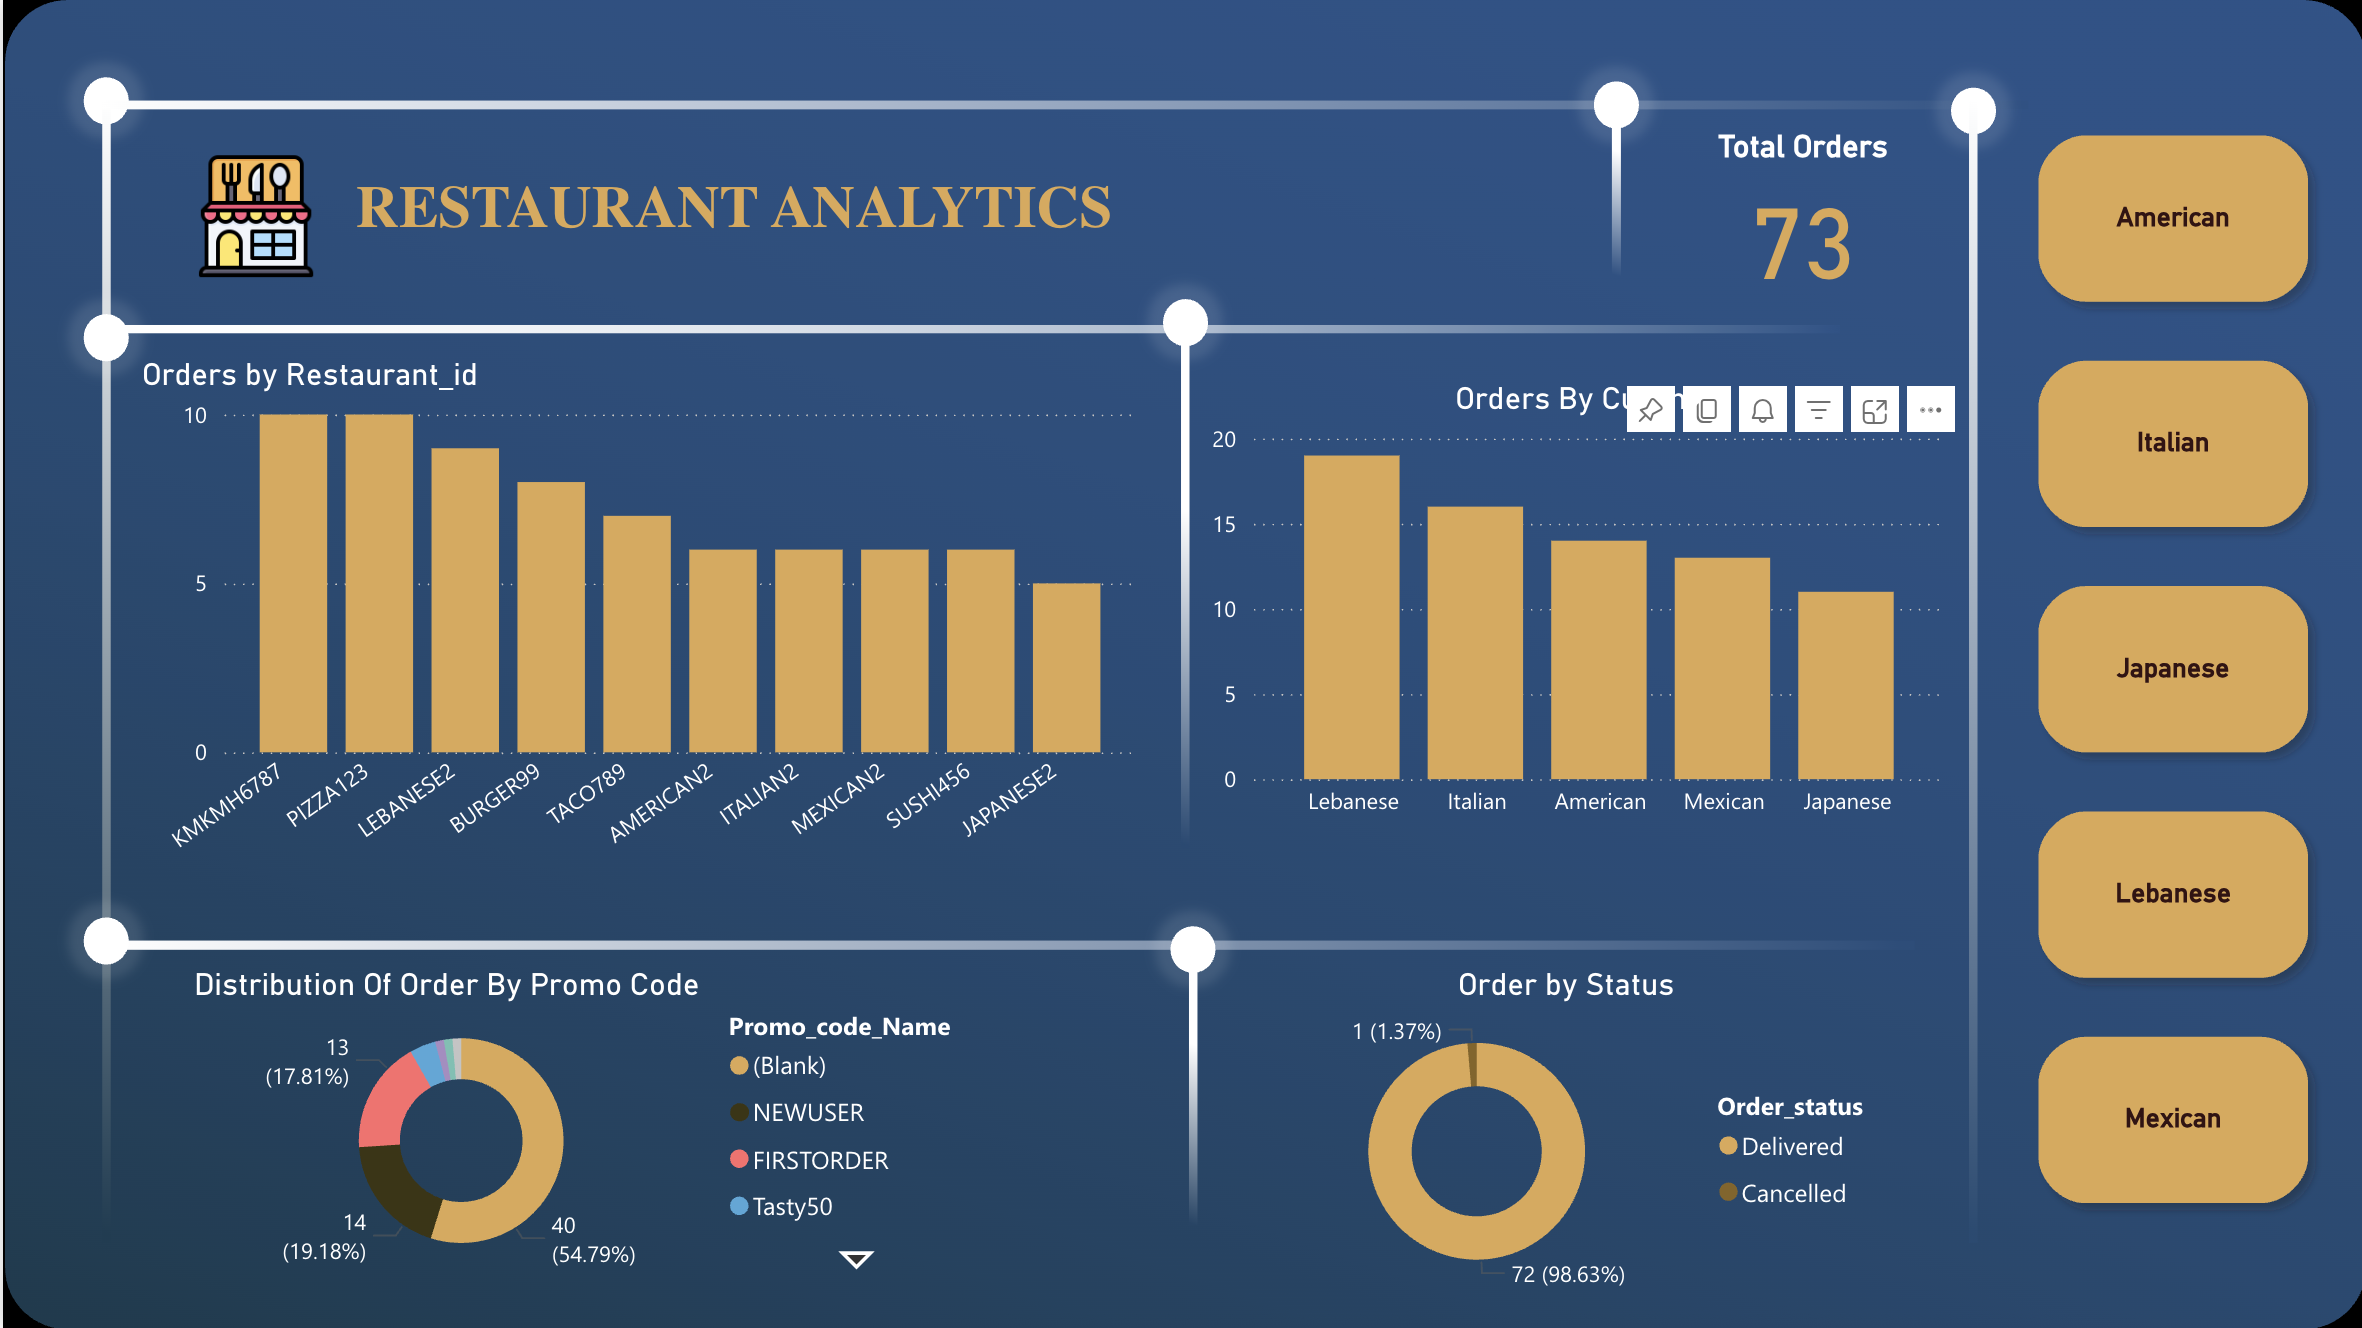 RESTAURANT ANALYTICS
Total Orders
73
Orders by Restaurant_id
10
5
0
KMKMH6787
PIZZA123
LEBANESE2
BURGER99
TACO789
AMERICAN2
ITALIAN2
MEXICAN2
SUSHI456
JAPANESE2
Orders By
20
15
10
5
0
Lebanese
Italian
American
Mexican
Japanese
Distribution Of Order By Promo Code
13
(17.81%)
14
(19.18%)
40
(54.79%)
Promo_code_Name
(Blank)
NEWUSER
FIRSTORDER
Tasty50
Order by Status
1 (1.37%)
72 (98.63%)
Order_status
Delivered
Cancelled
American
Italian
Japanese
Lebanese
Mexican